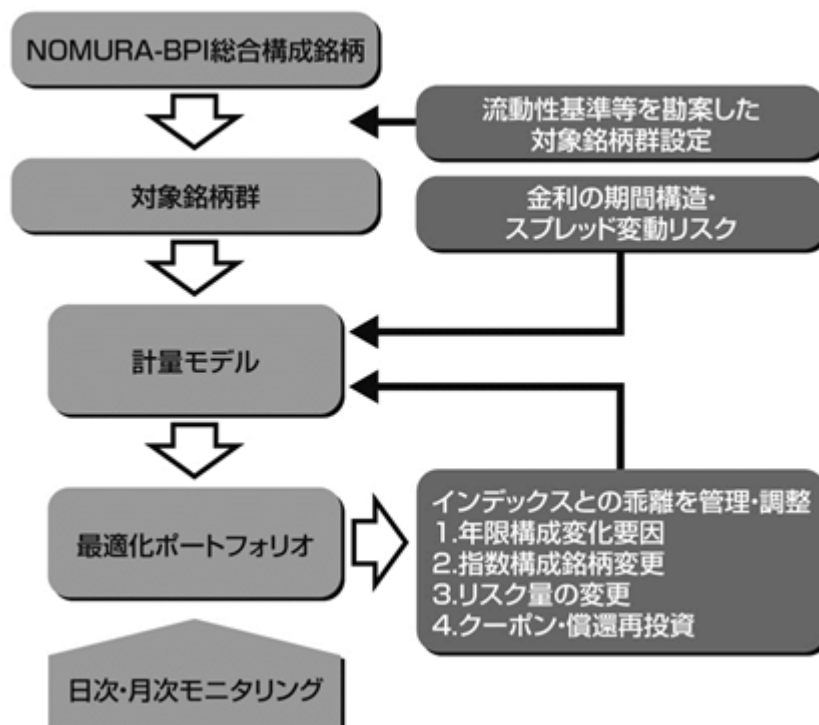 NOMURA-BPI総合構成銘柄
流動性基準等を勘案した
対象銘柄群設定
対象銘柄群
金利の期間構造・
スプレッド変動リスク
計量モデル
最適化ポートフォリオ
インデックスとの乖離を管理・調整
1.年限構成変化要因
2.指数構成銘柄変更
3.リスク量の変更
4.クーポン・償還再投資
日次・月次モニタリング